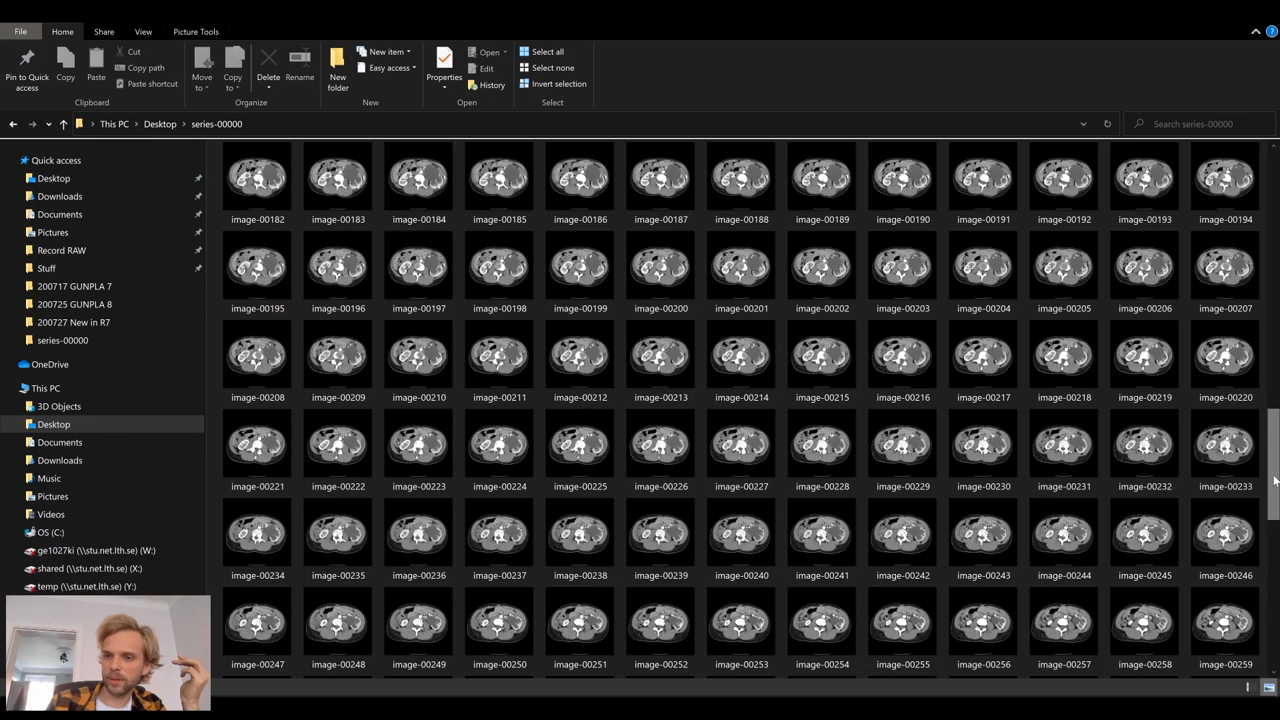 File Home Share View Picture Tools
Pin to Quick access Copy Paste Cut Copy path Paste shortcut Move to Copy to Delete Rename New folder New item Easy access Properties Open Edit History Select all Select none Invert selection
Clipboard Organize New Open Select
This PC Desktop series-00000 Search series-00000
Quick access
Desktop
Downloads
Documents
Pictures
Record RAW
Stuff
200717 GUNPLA 7
200725 GUNPLA 8
200727 New in R7
series-00000
OneDrive
This PC
3D Objects
Desktop
Documents
Downloads
Music
Pictures
Videos
OS (C:)
ge1027ki (\\stu.net.lth.se) (W:)
shared (\\stu.net.lth.se) (X:)
temp (\\stu.net.lth.se) (Y:)
image-00182 image-00183 image-00184 image-00185 image-00186 image-00187 image-00188 image-00189 image-00190 image-00191 image-00192 image-00193 image-00194
image-00195 image-00196 image-00197 image-00198 image-00199 image-00200 image-00201 image-00202 image-00203 image-00204 image-00205 image-00206 image-00207
image-00208 image-00209 image-00210 image-00211 image-00212 image-00213 image-00214 image-00215 image-00216 image-00217 image-00218 image-00219 image-00220
image-00221 image-00222 image-00223 image-00224 image-00225 image-00226 image-00227 image-00228 image-00229 image-00230 image-00231 image-00232 image-00233
image-00234 image-00235 image-00236 image-00237 image-00238 image-00239 image-00240 image-00241 image-00242 image-00243 image-00244 image-00245 image-00246
image-00247 image-00248 image-00249 image-00250 image-00251 image-00252 image-00253 image-00254 image-00255 image-00256 image-00257 image-00258 image-00259